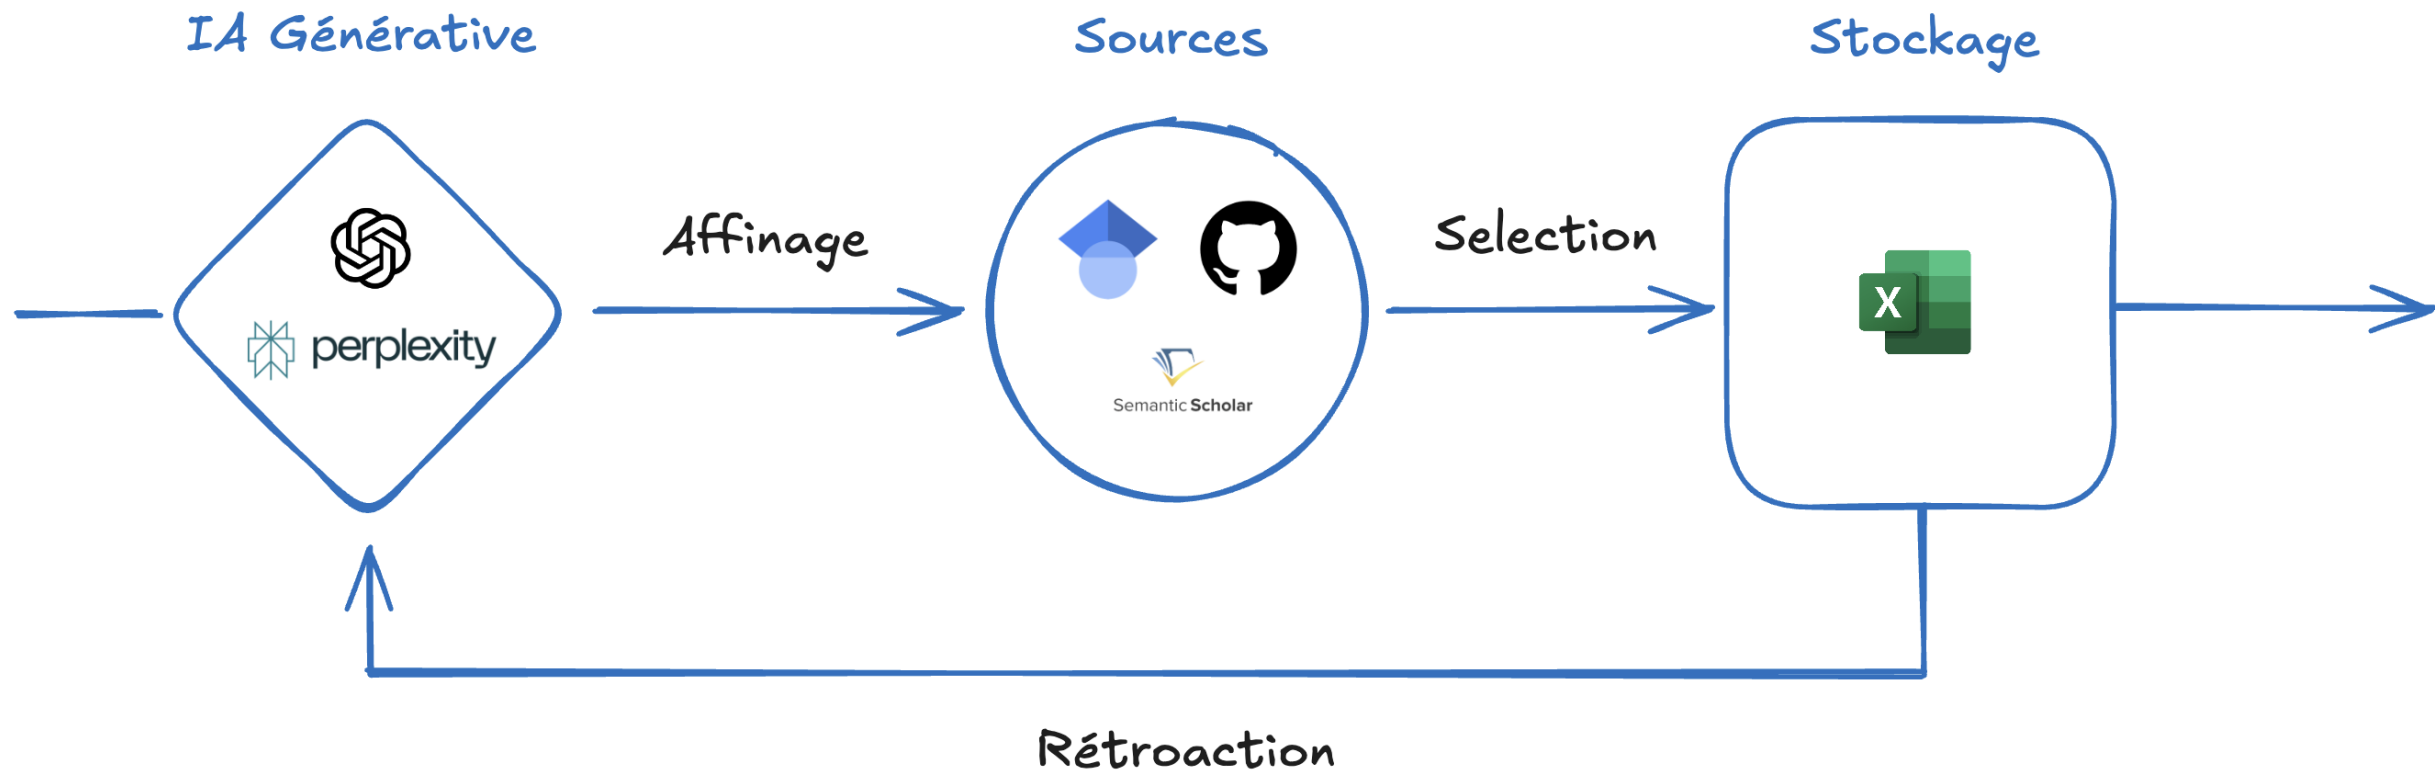 IA Générative
Sources
Stockage
Affinage
Selection
perplexity
X
Semantic Scholar
Rétroaction